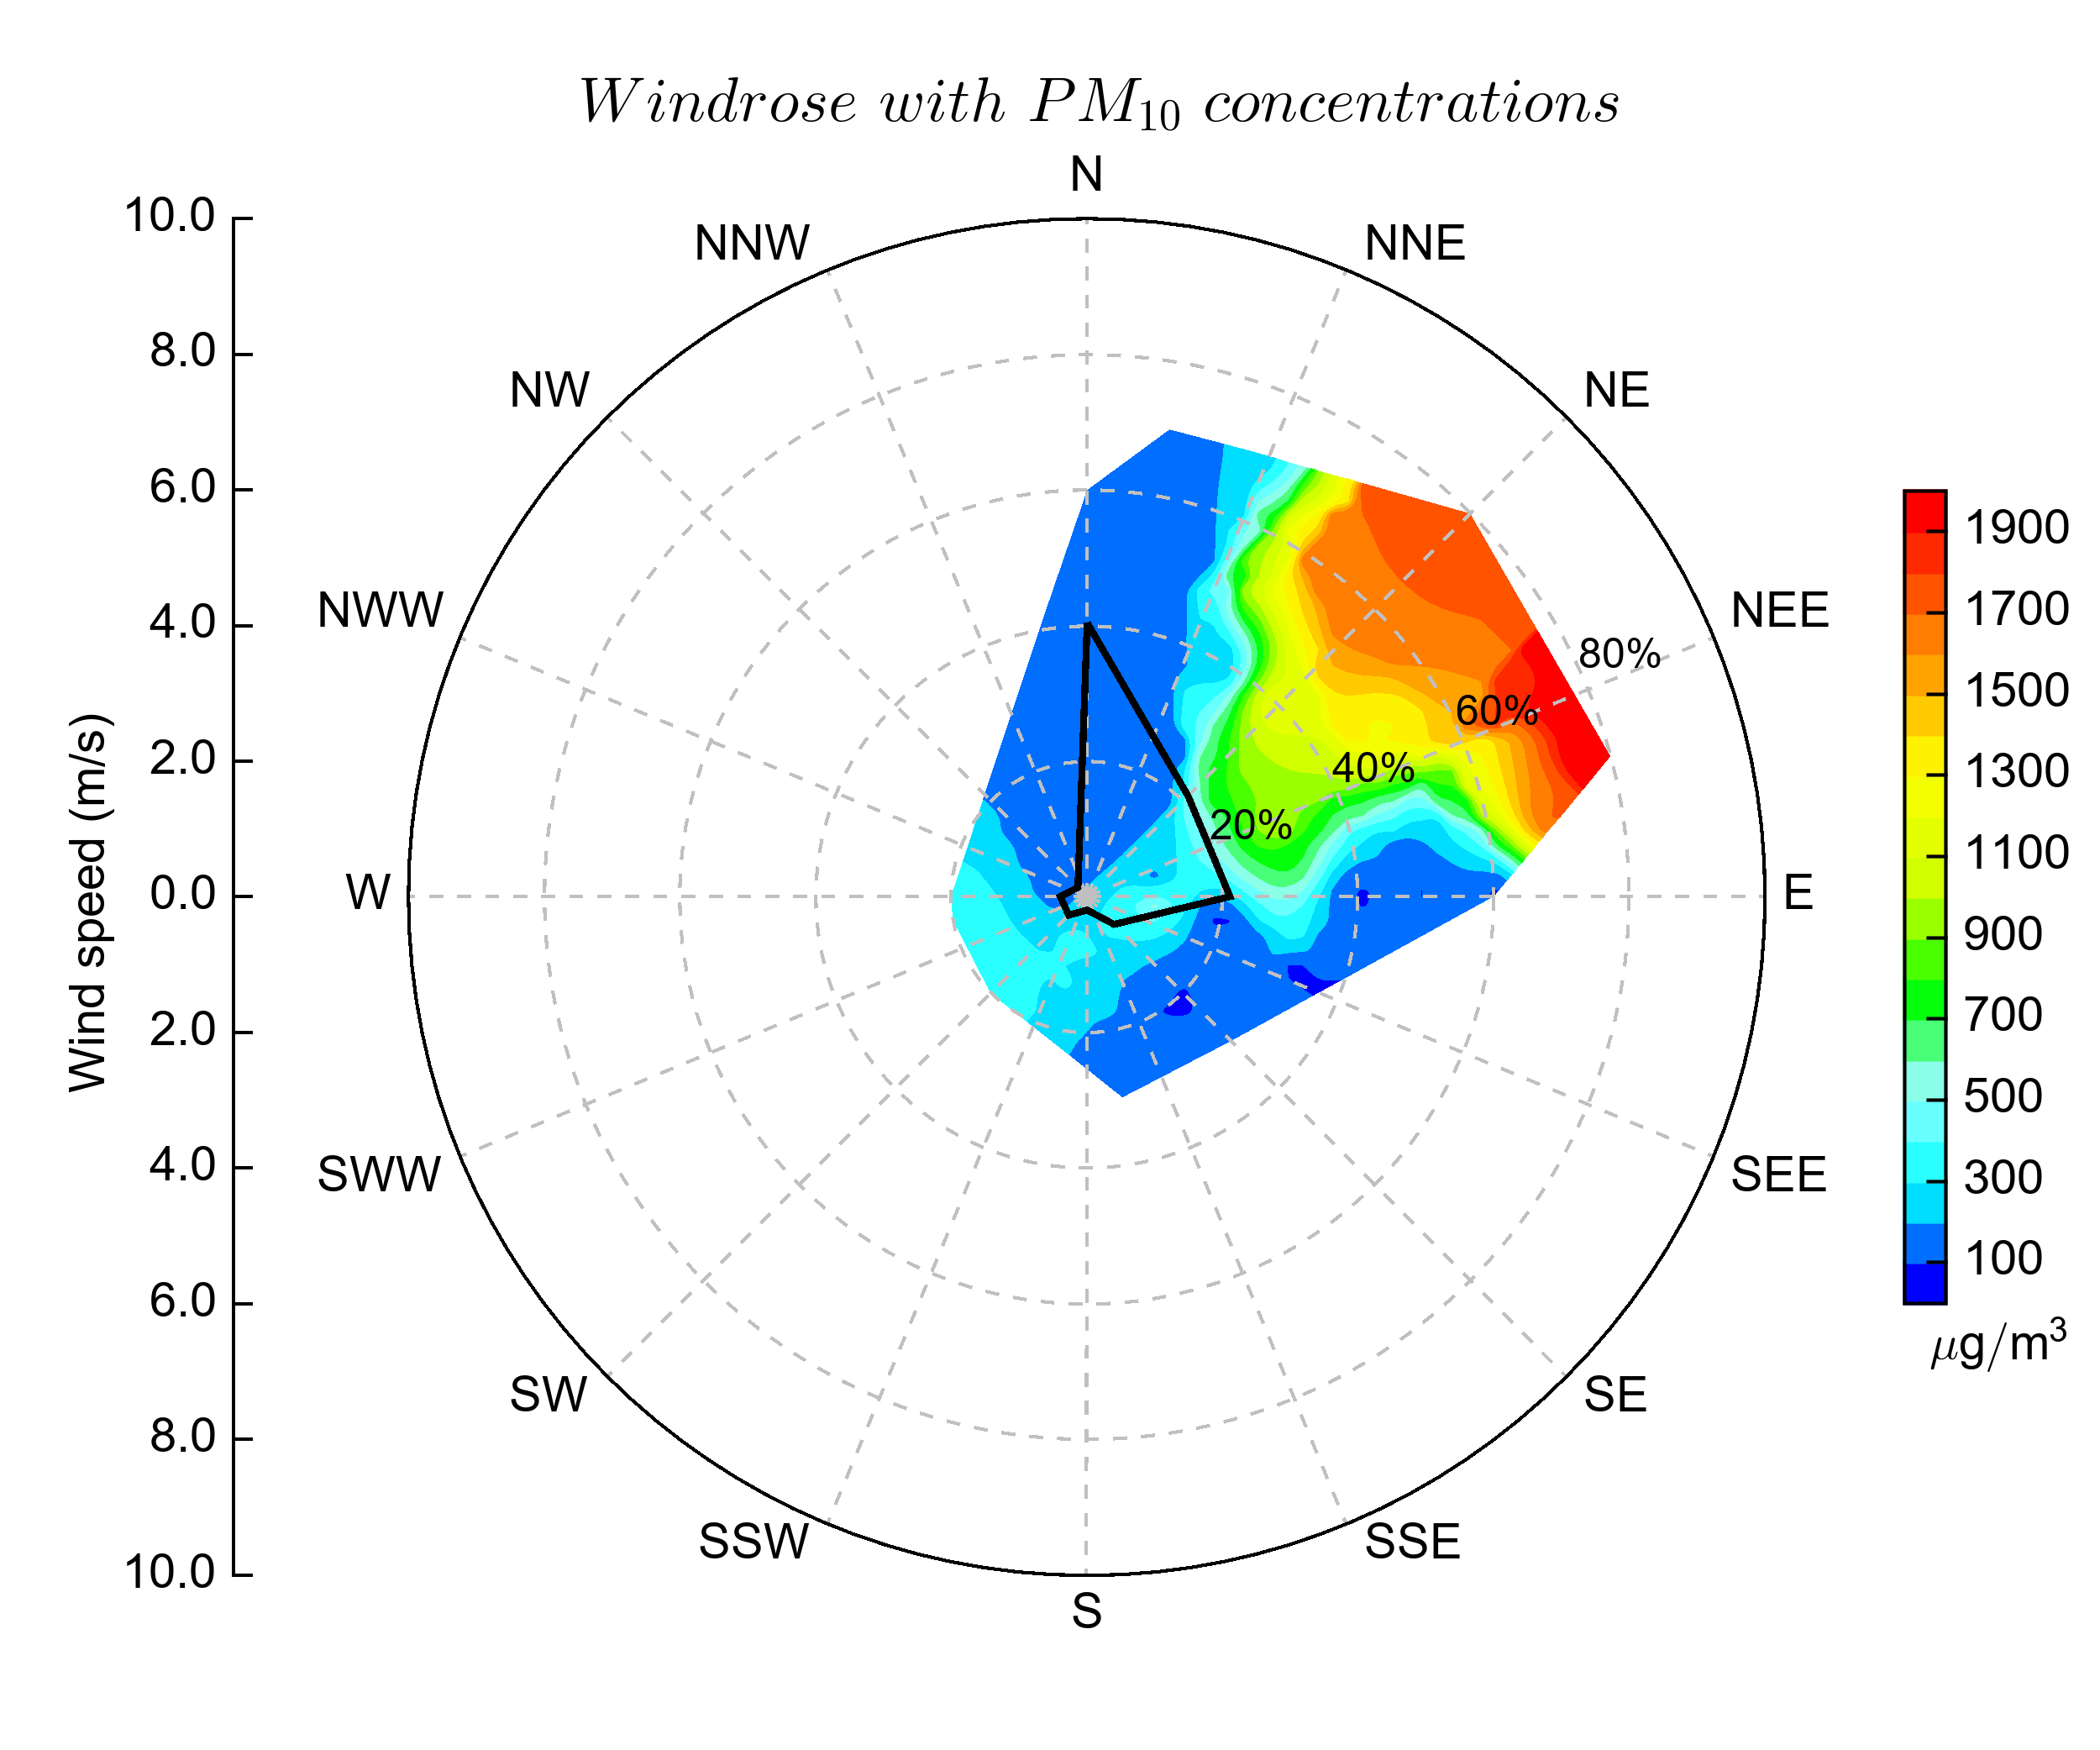 Windrose with PM10 concentrations
N
NNW
NNE
NW
NE
NWW
NEE
W
E
SWW
SEE
SW
SE
SSW
SSE
S
Wind speed (m/s)
10.0
8.0
6.0
4.0
2.0
0.0
2.0
4.0
6.0
8.0
10.0
80%
60%
40%
20%
1900
1700
1500
1300
1100
900
700
500
300
100
μg/m³